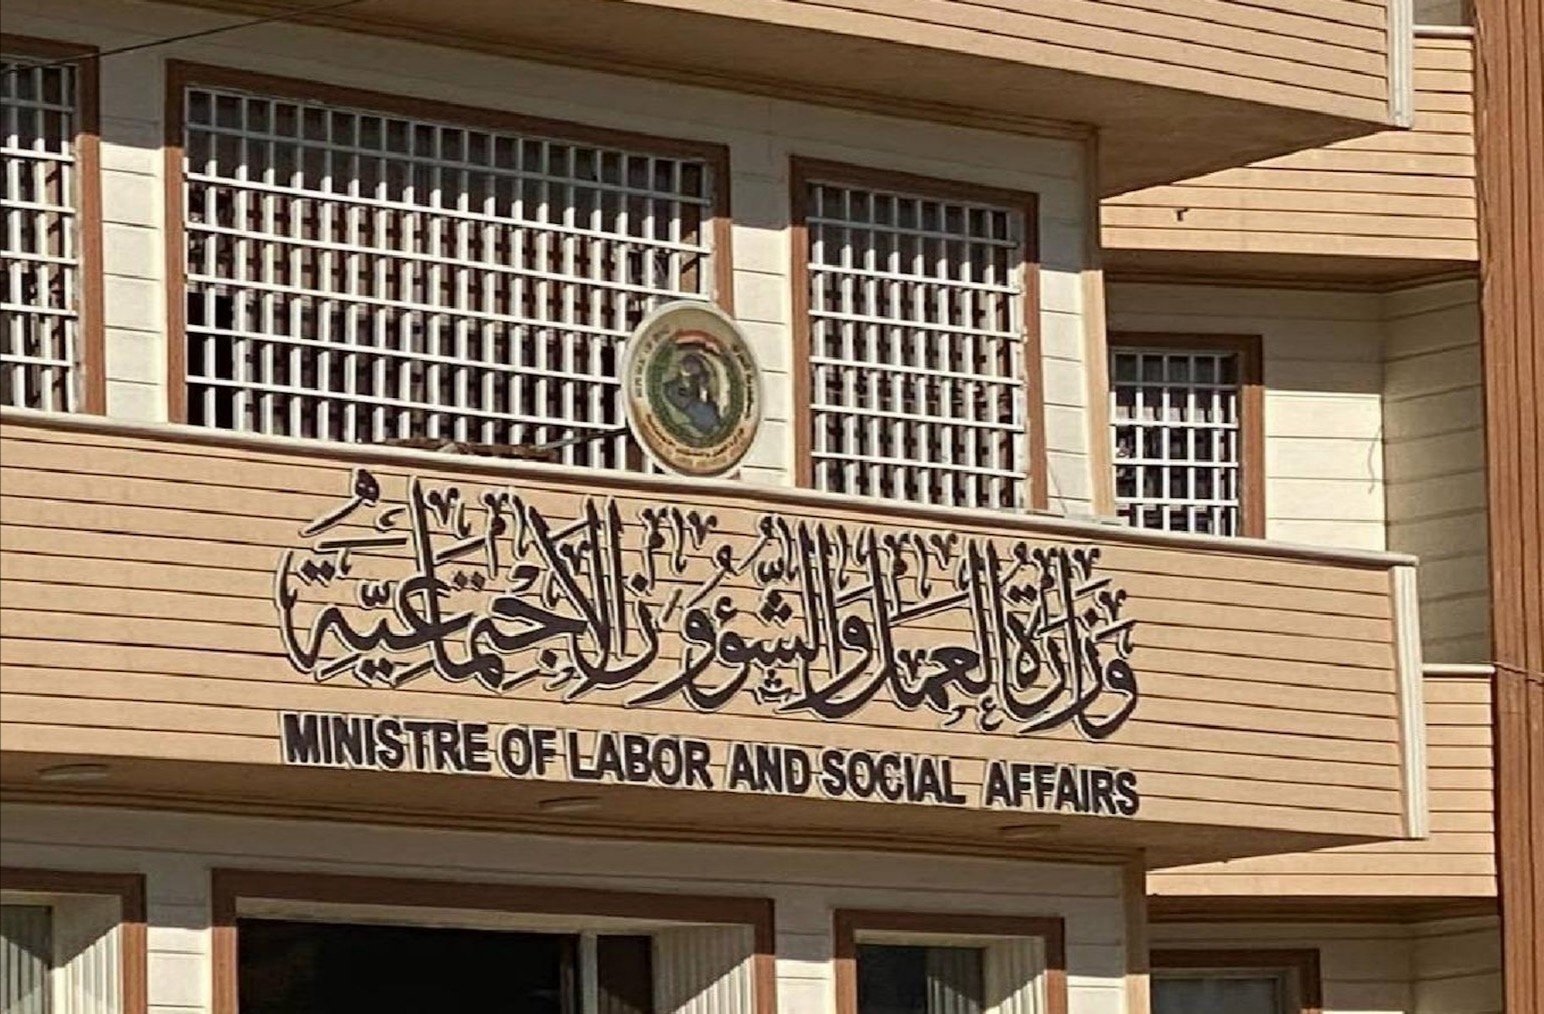 وزارة العمل والشؤون الاجتماعية
MINISTRE OF LABOR AND SOCIAL AFFAIRS